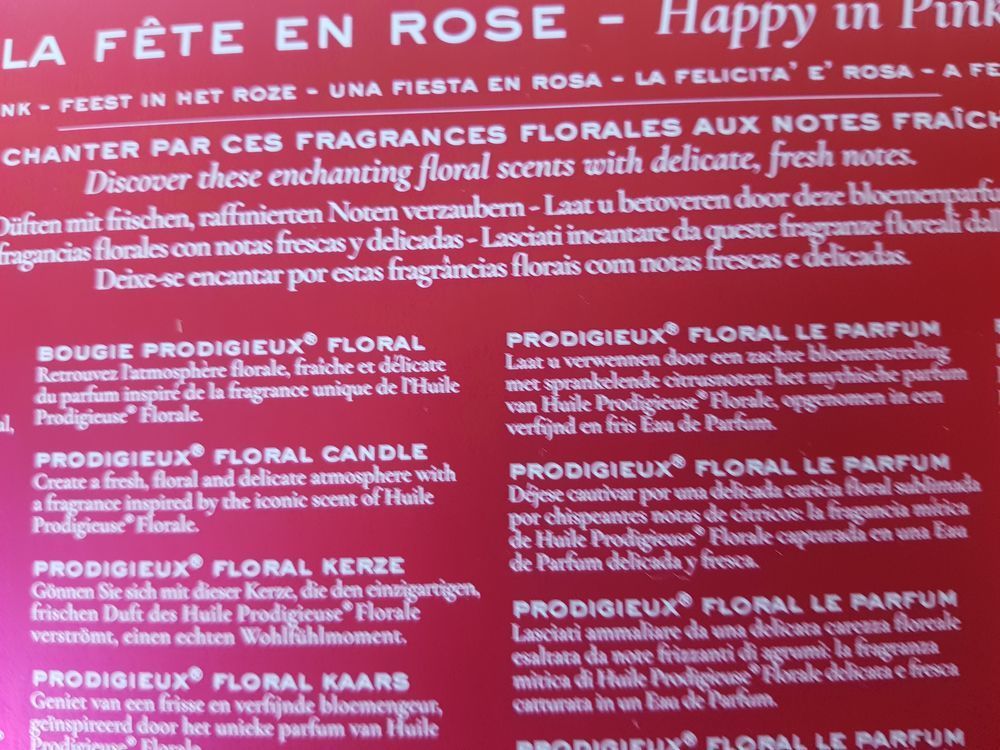 LA FÊTE EN ROSE - Happy in Pink
NK - FEEST IN HET ROZE - UNA FIESTA EN ROSA - LA FELICITA' E' ROSA - A FE
CHANTER PAR CES FRAGRANCES FLORALES AUX NOTES FRAÎCH
Discover these enchanting floral scents with delicate, fresh notes.
Düften mit frischen, raffinierten Noten verzaubern - Laat u betoveren door deze bloemenparfu
fragancias florales con notas frescas y delicadas - Lasciati incantare da queste fragranze floreali dall
Deixe-se encantar por estas fragrâncias florais com notas frescas e delicadas.
al,
BOUGIE PRODIGIEUX® FLORAL
Retrouvez l'atmosphère florale, fraîche et délicate
du parfum inspiré de la fragrance unique de l'Huile
Prodigieuse® Florale.
PRODIGIEUX® FLORAL CANDLE
Create a fresh, floral and delicate atmosphere with
a fragrance inspired by the iconic scent of Huile
Prodigieuse® Florale.
PRODIGIEUX® FLORAL KERZE
Gönnen Sie sich mit dieser Kerze, die den einzigartigen,
frischen Duft des Huile Prodigieuse® Florale
verströmt, einen echten Wohlfühlmoment.
PRODIGIEUX® FLORAL KAARS
Geniet van een frisse en verfijnde bloemengeur,
geïnspireerd door het unieke parfum van Huile
Prodigieuse® Florale.
PRODIGIEUX® FLORAL LE PARFUM
Laat u verwennen door een zachte bloemenstreling
met sprankelende citrusnoten: het mythische parfum
van Huile Prodigieuse® Florale, opgenomen in een
verfijnd en fris Eau de Parfum.
PRODIGIEUX® FLORAL LE PARFUM
Déjese cautivar por una delicada caricia floral sublimada
por chispeantes notas de cítricos: la fragancia mítica
de Huile Prodigieuse® Florale capturada en una Eau
de Parfum delicada y fresca.
PRODIGIEUX® FLORAL LE PARFUM
Lasciati ammaliare da una delicata carezza floreale
esaltata da note frizzanti di agrumi: la fragranza
mitica di Huile Prodigieuse® Florale delicata e fresca
catturata in un Eau de Parfum.
PRODIGIEUX® FLORAL LE PARFUM